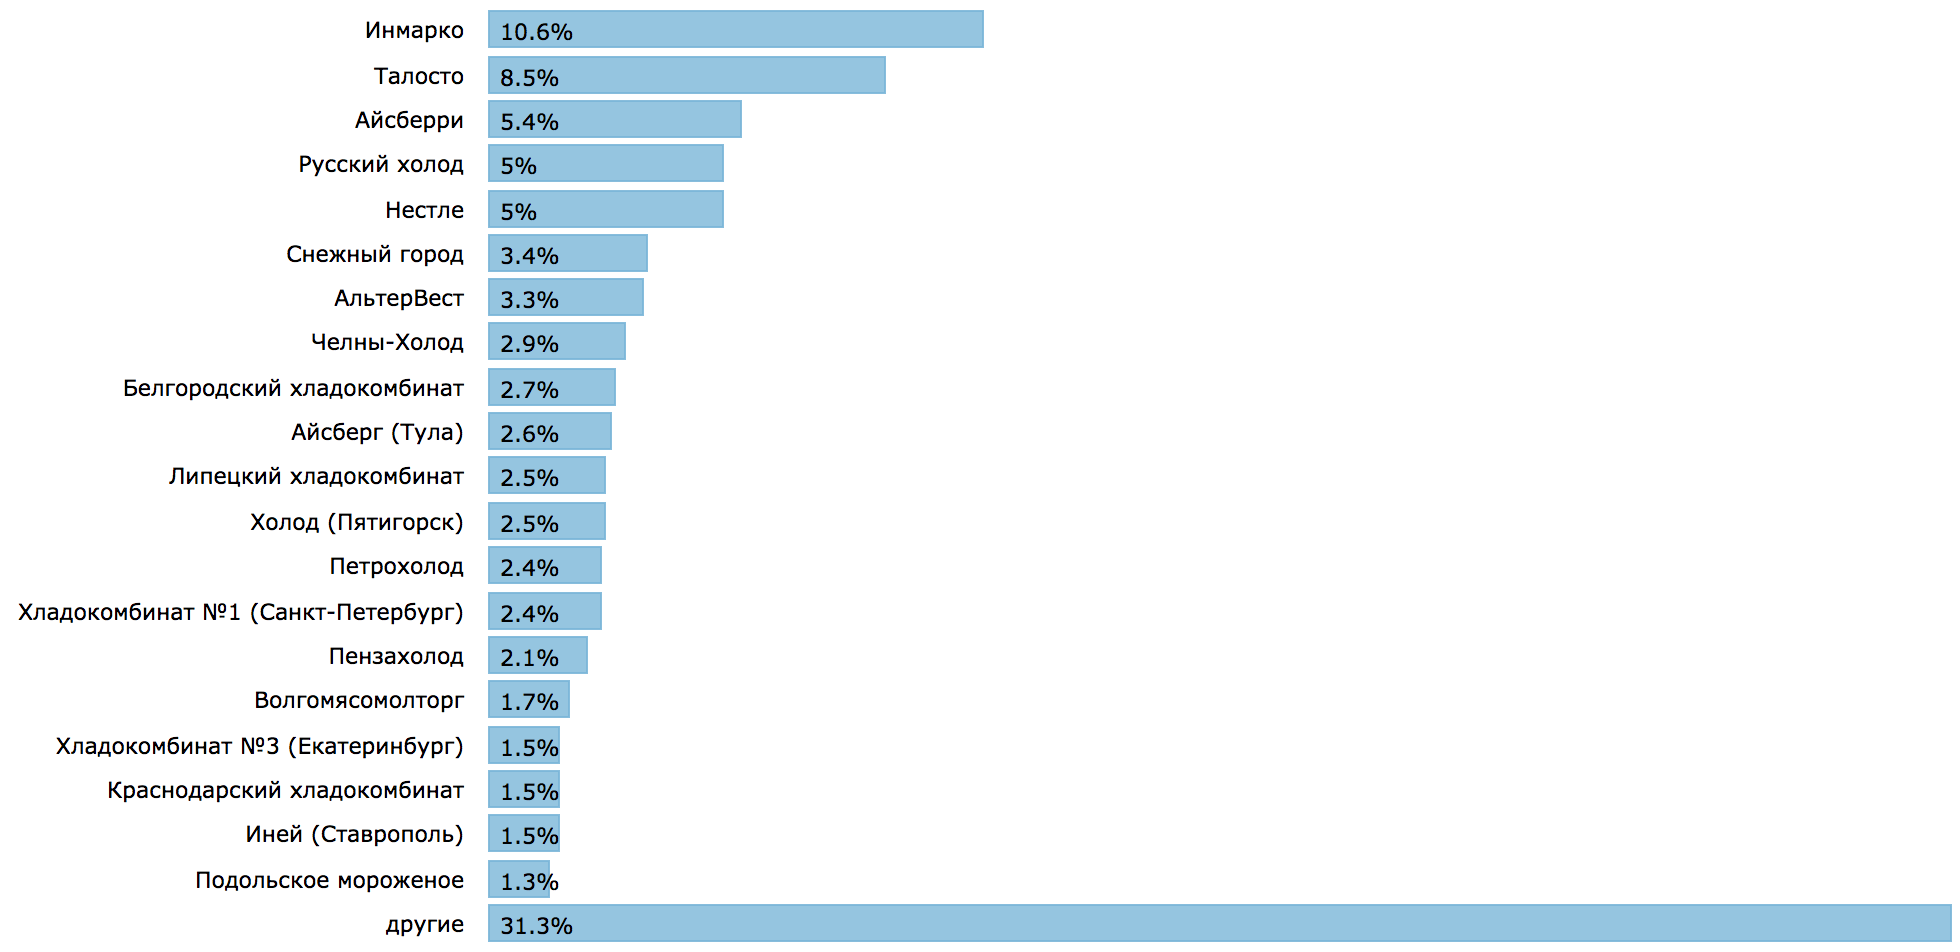 Инмарко 10.6%
Талосто 8.5%
Айсберри 5.4%
Русский холод 5%
Нестле 5%
Снежный город 3.4%
АльтерВест 3.3%
Челны-Холод 2.9%
Белгородский хладокомбинат 2.7%
Айсберг (Тула) 2.6%
Липецкий хладокомбинат 2.5%
Холод (Пятигорск) 2.5%
Петрохолод 2.4%
Хладокомбинат №1 (Санкт-Петербург) 2.4%
Пензахолод 2.1%
Волгомясомолторг 1.7%
Хладокомбинат №3 (Екатеринбург) 1.5%
Краснодарский хладокомбинат 1.5%
Иней (Ставрополь) 1.5%
Подольское мороженое 1.3%
другие 31.3%